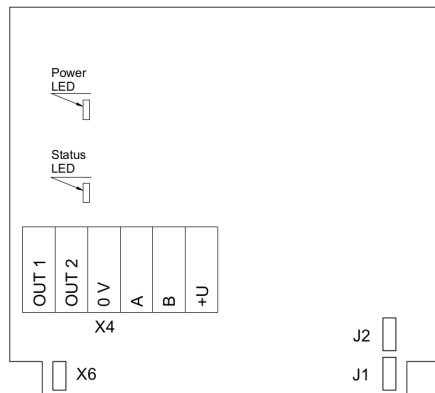 Power
LED
Status
LED
OUT 1
OUT 2
0 V
A
B
+U
X4
J2
X6
J1